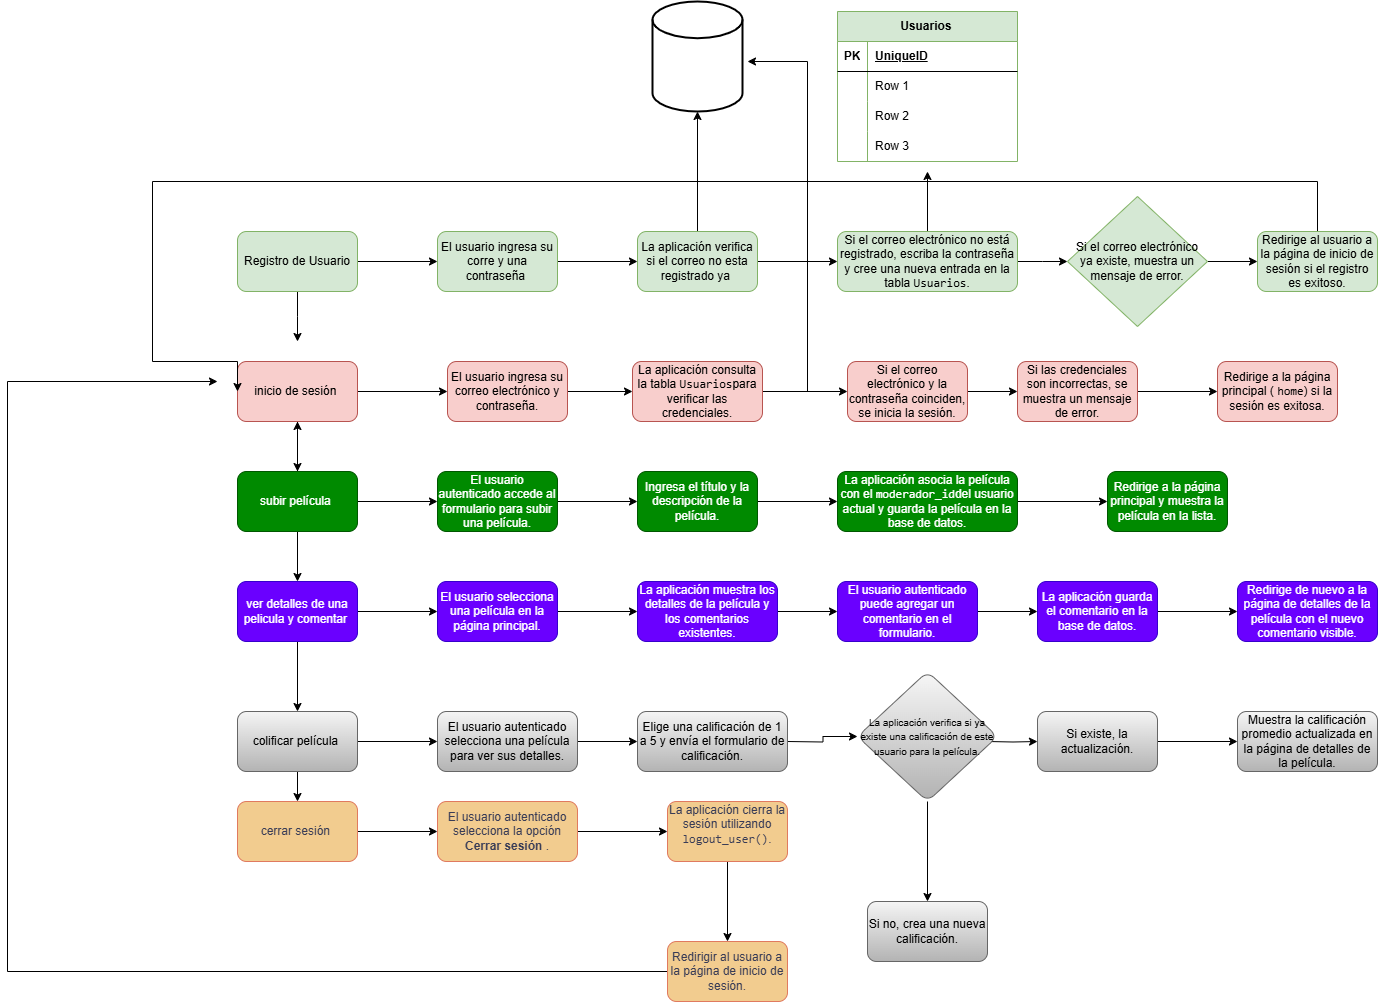 Usuarios
PK
UniqueID
Row 1
Row 2
Row 3
Registro de Usuario
El usuario ingresa su
corre y una
contraseña
La aplicación verifica
si el correo no esta
registrado ya
Si el correo electrónico no está
registrado, escriba la contraseña
y cree una nueva entrada en la
tabla Usuarios.
Si el correo electrónico
ya existe, muestra un
mensaje de error.
Redirige al usuario a
la página de inicio de
sesión si el registro
es exitoso.
inicio de sesión
El usuario ingresa su
correo electrónico y
contraseña.
La aplicación consulta
la tabla Usuariospara
verificar las
credenciales.
Si el correo
electrónico y la
contraseña coinciden,
se inicia la sesión.
Si las credenciales
son incorrectas, se
muestra un mensaje
de error.
Redirige a la página
principal ( home) si la
sesión es exitosa.
subir película
El usuario
autenticado accede al
formulario para subir
una película.
Ingresa el título y la
descripción de la
película.
La aplicación asocia la película
con el moderador_iddel usuario
actual y guarda la película en la
base de datos.
Redirige a la página
principal y muestra la
película en la lista.
ver detalles de una
pelicula y comentar
El usuario selecciona
una película en la
página principal.
La aplicación muestra los
detalles de la película y
los comentarios
existentes.
El usuario autenticado
puede agregar un
comentario en el
formulario.
La aplicación guarda
el comentario en la
base de datos.
Redirige de nuevo a la
página de detalles de la
película con el nuevo
comentario visible.
colificar película
El usuario autenticado
selecciona una película
para ver sus detalles.
Elige una calificación de 1
a 5 y envía el formulario de
calificación.
La aplicación verifica si ya
existe una calificación de este
usuario para la película.
Si existe, la
actualización.
Muestra la calificación
promedio actualizada en
la página de detalles de
la película.
cerrar sesión
El usuario autenticado
selecciona la opción
Cerrar sesión .
La aplicación cierra la
sesión utilizando
logout_user().
Si no, crea una nueva
calificación.
Redirigir al usuario a
la página de inicio de
sesión.